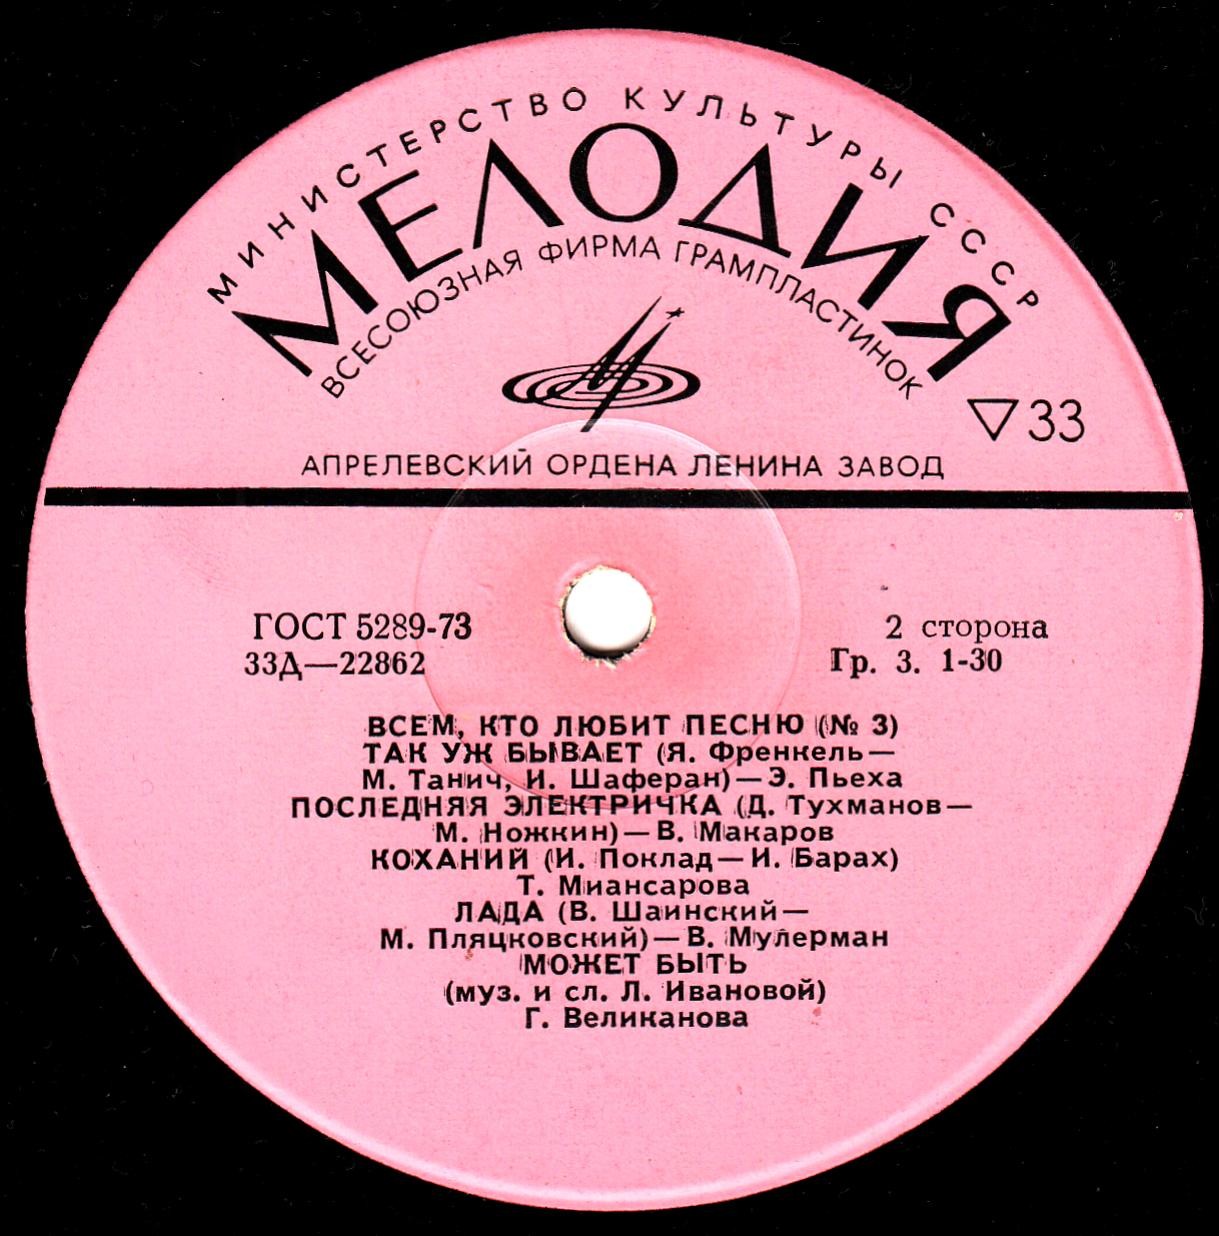 МИНИСТЕРСТВО КУЛЬТУРЫ СССР
МЕЛОДИЯ
ВСЕСОЮЗНАЯ ФИРМА ГРАМПЛАСТИНОК
33
АПРЕЛЕВСКИЙ ОРДЕНА ЛЕНИНА ЗАВОД
ГОСТ 5289-73
33Д—22862
2 сторона
Гр. 3. 1-30
ВСЕМ, КТО ЛЮБИТ ПЕСНЮ (№ 3)
ТАК УЖ БЫВАЕТ (Я. Френкель—
М. Танич, И. Шаферан)—Э. Пьеха
ПОСЛЕДНЯЯ ЭЛЕКТРИЧКА (Д. Тухманов—
М. Ножкин)—В. Макаров
КОХАНИЙ (И. Поклад—И. Барах)
Т. Миансарова
ЛАДА (В. Шаинский—
М. Пляцковский)—В. Мулерман
МОЖЕТ БЫТЬ
(муз. и сл. Л. Ивановой)
Г. Великанова